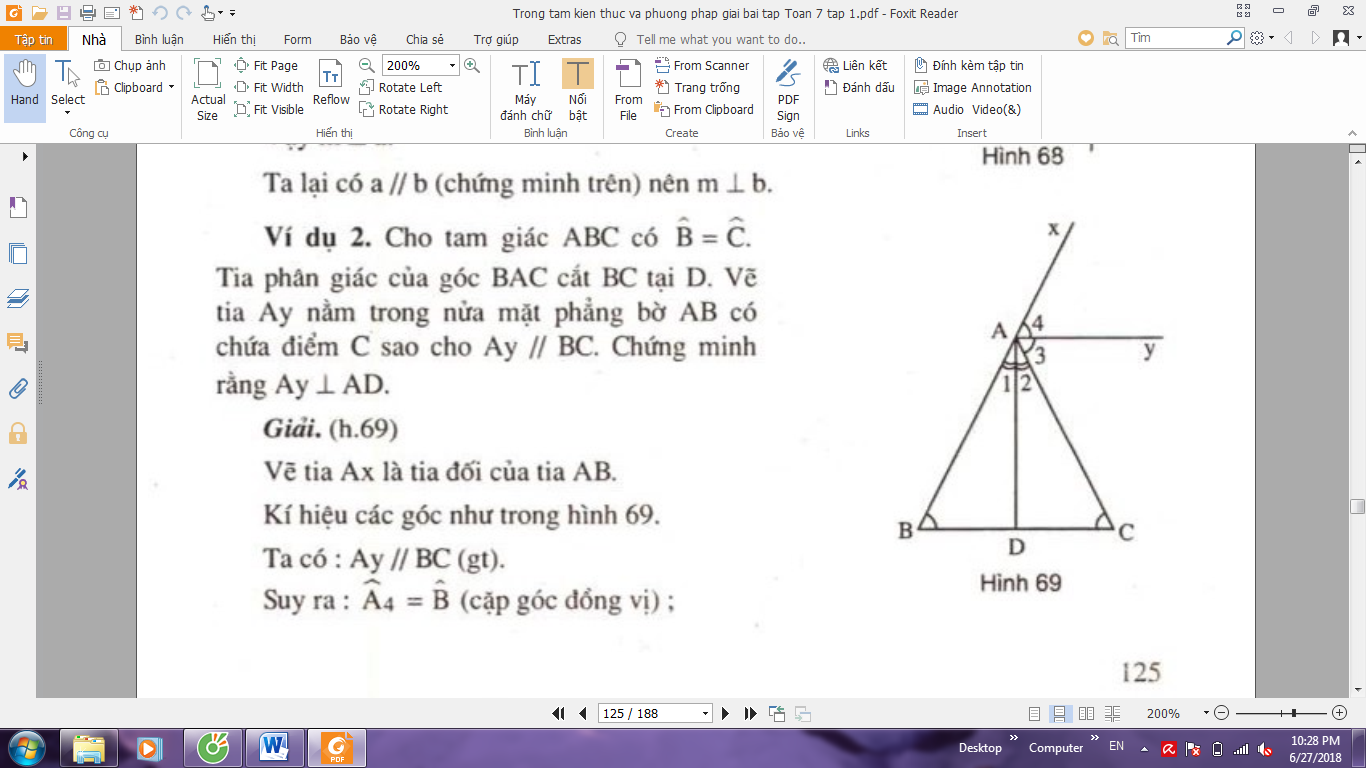 Trong tam kien thuc va phuong phap giai bai tap Toan 7 tap 1.pdf - Foxit Reader
Tập tin Nhà Bình luận Hiển thị Form Bảo vệ Chia sẻ Trợ giúp Extras Tell me what you want to do.. Tìm
Hand
Select
Chụp ảnh
Clipboard
Công cụ
Actual Size
Fit Page
Fit Width
Fit Visible
Reflow
200%
Rotate Left
Rotate Right
Hiển thị
Máy đánh chữ
Nổi bật
Bình luận
From File
From Scanner
Trang trống
From Clipboard
Create
PDF Sign
Bảo vệ
Liên kết
Đánh dấu
Links
Đính kèm tập tin
Image Annotation
Audio Video(&)
Insert
Hình 68
Ta lại có a // b (chứng minh trên) nên m ⊥ b.
Ví dụ 2. Cho tam giác ABC có B̂ = Ĉ.
Tia phân giác của góc BAC cắt BC tại D. Vẽ
tia Ay nằm trong nửa mặt phẳng bờ AB có
chứa điểm C sao cho Ay // BC. Chứng minh
rằng Ay ⊥ AD.
Giải. (h.69)
Vẽ tia Ax là tia đối của tia AB.
Kí hiệu các góc như trong hình 69.
Ta có : Ay // BC (gt).
Suy ra : Â4 = B̂ (cặp góc đồng vị) ;
x
A 4
3 y
1 2
B D C
Hình 69
125
125 / 188
200%
Desktop » Computer » EN
10:28 PM
6/27/2018